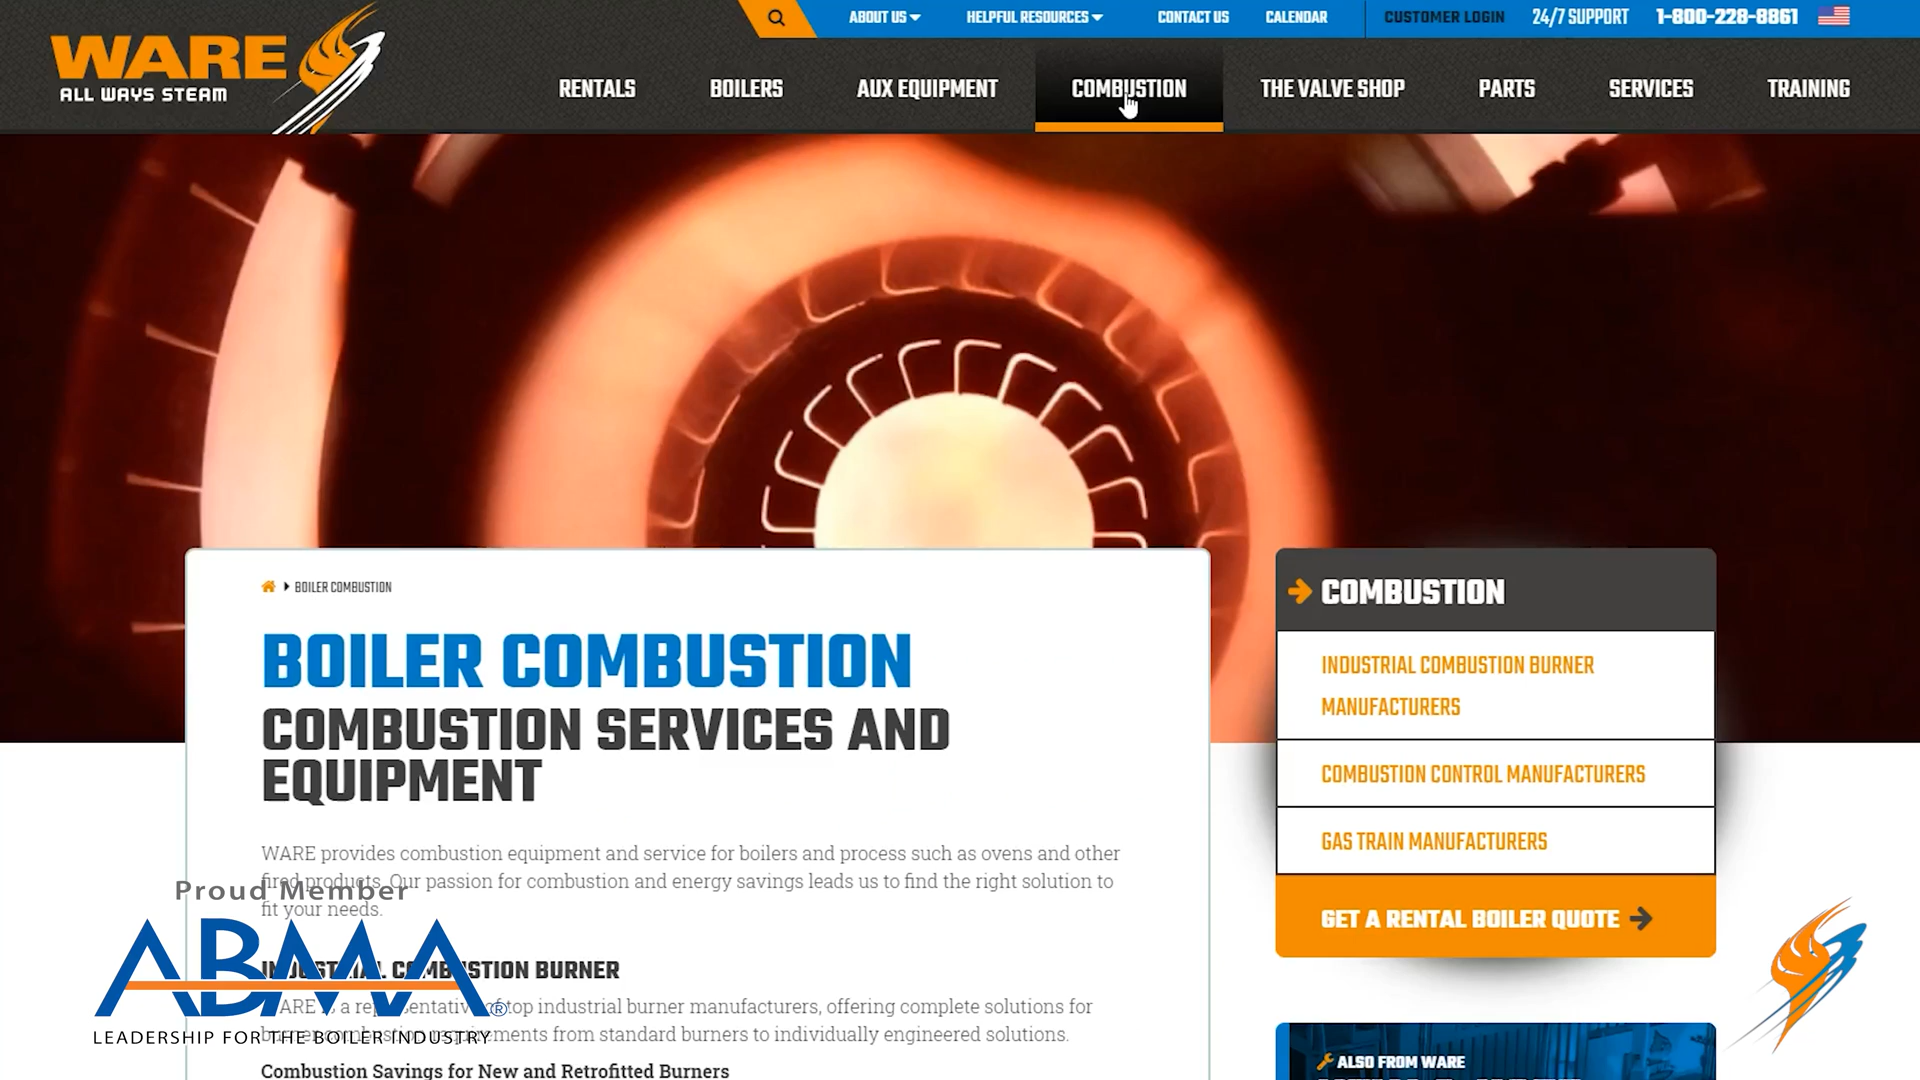 WARE
ALL WAYS STEAM
ABOUT US
HELPFUL RESOURCES
CONTACT US
CALENDAR
CUSTOMER LOGIN
24/7 SUPPORT
1-800-228-8861
RENTALS
BOILERS
AUX EQUIPMENT
COMBUSTION
THE VALVE SHOP
PARTS
SERVICES
TRAINING
BOILER COMBUSTION
BOILER COMBUSTION
COMBUSTION SERVICES AND
EQUIPMENT
WARE provides combustion equipment and service for boilers and process such as ovens and other
fired products. Our passion for combustion and energy savings leads us to find the right solution to
fit your needs.
INDUSTRIAL COMBUSTION BURNER
WARE is a representative of top industrial burner manufacturers, offering complete solutions for
burner combustion requirements from standard burners to individually engineered solutions.
Combustion Savings for New and Retrofitted Burners
COMBUSTION
INDUSTRIAL COMBUSTION BURNER
MANUFACTURERS
COMBUSTION CONTROL MANUFACTURERS
GAS TRAIN MANUFACTURERS
GET A RENTAL BOILER QUOTE
ALSO FROM WARE
Proud Member
ABMA®
LEADERSHIP FOR THE BOILER INDUSTRY